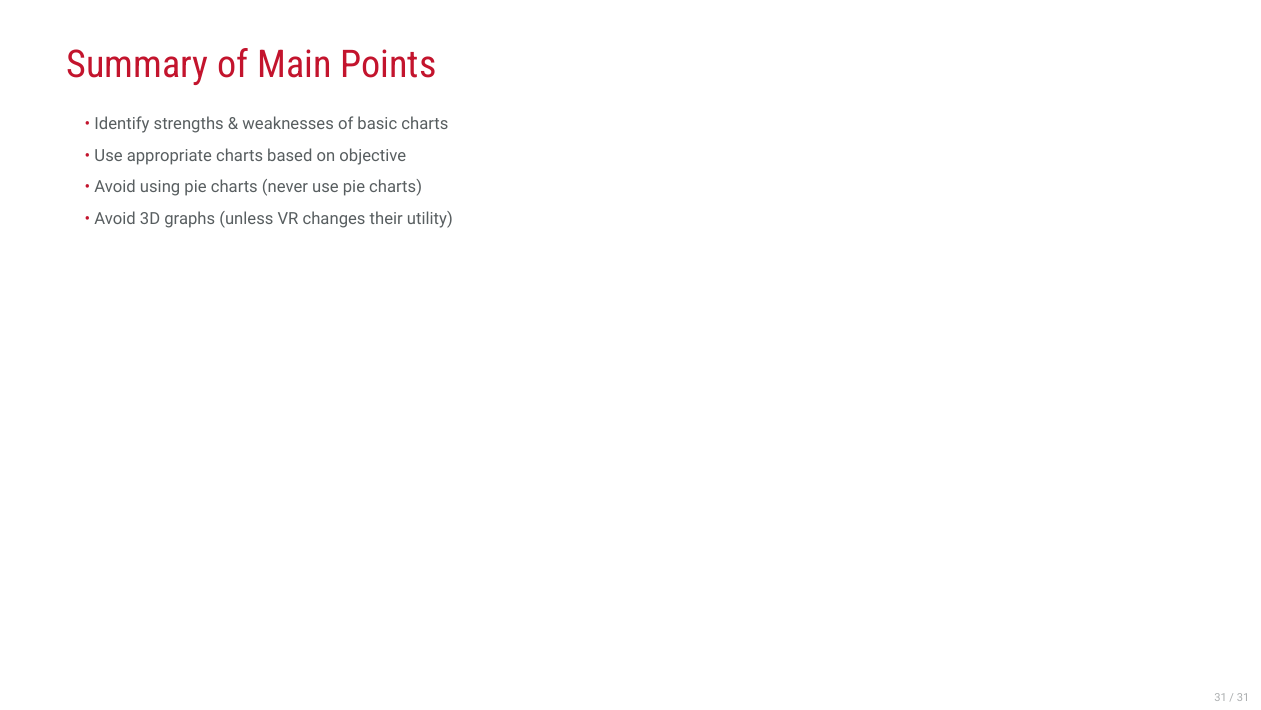 Summary of Main Points
• Identify strengths & weaknesses of basic charts
• Use appropriate charts based on objective
• Avoid using pie charts (never use pie charts)
• Avoid 3D graphs (unless VR changes their utility)
31 / 31